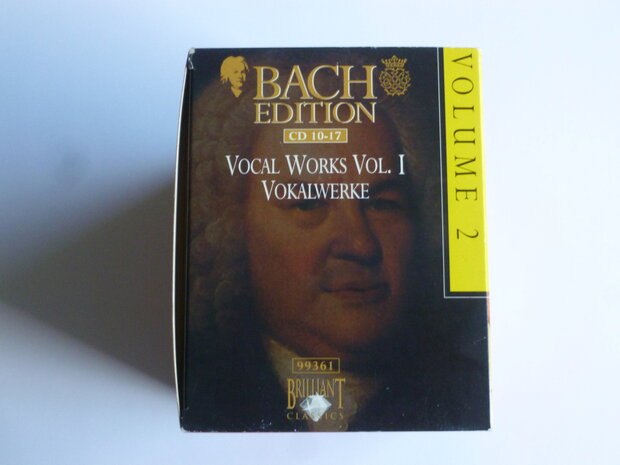 BACH
EDITION
CD 10-17
VOCAL WORKS VOL. I
VOKALWERKE
VOLUME 2
99361
BRILLIANT
CLASSICS